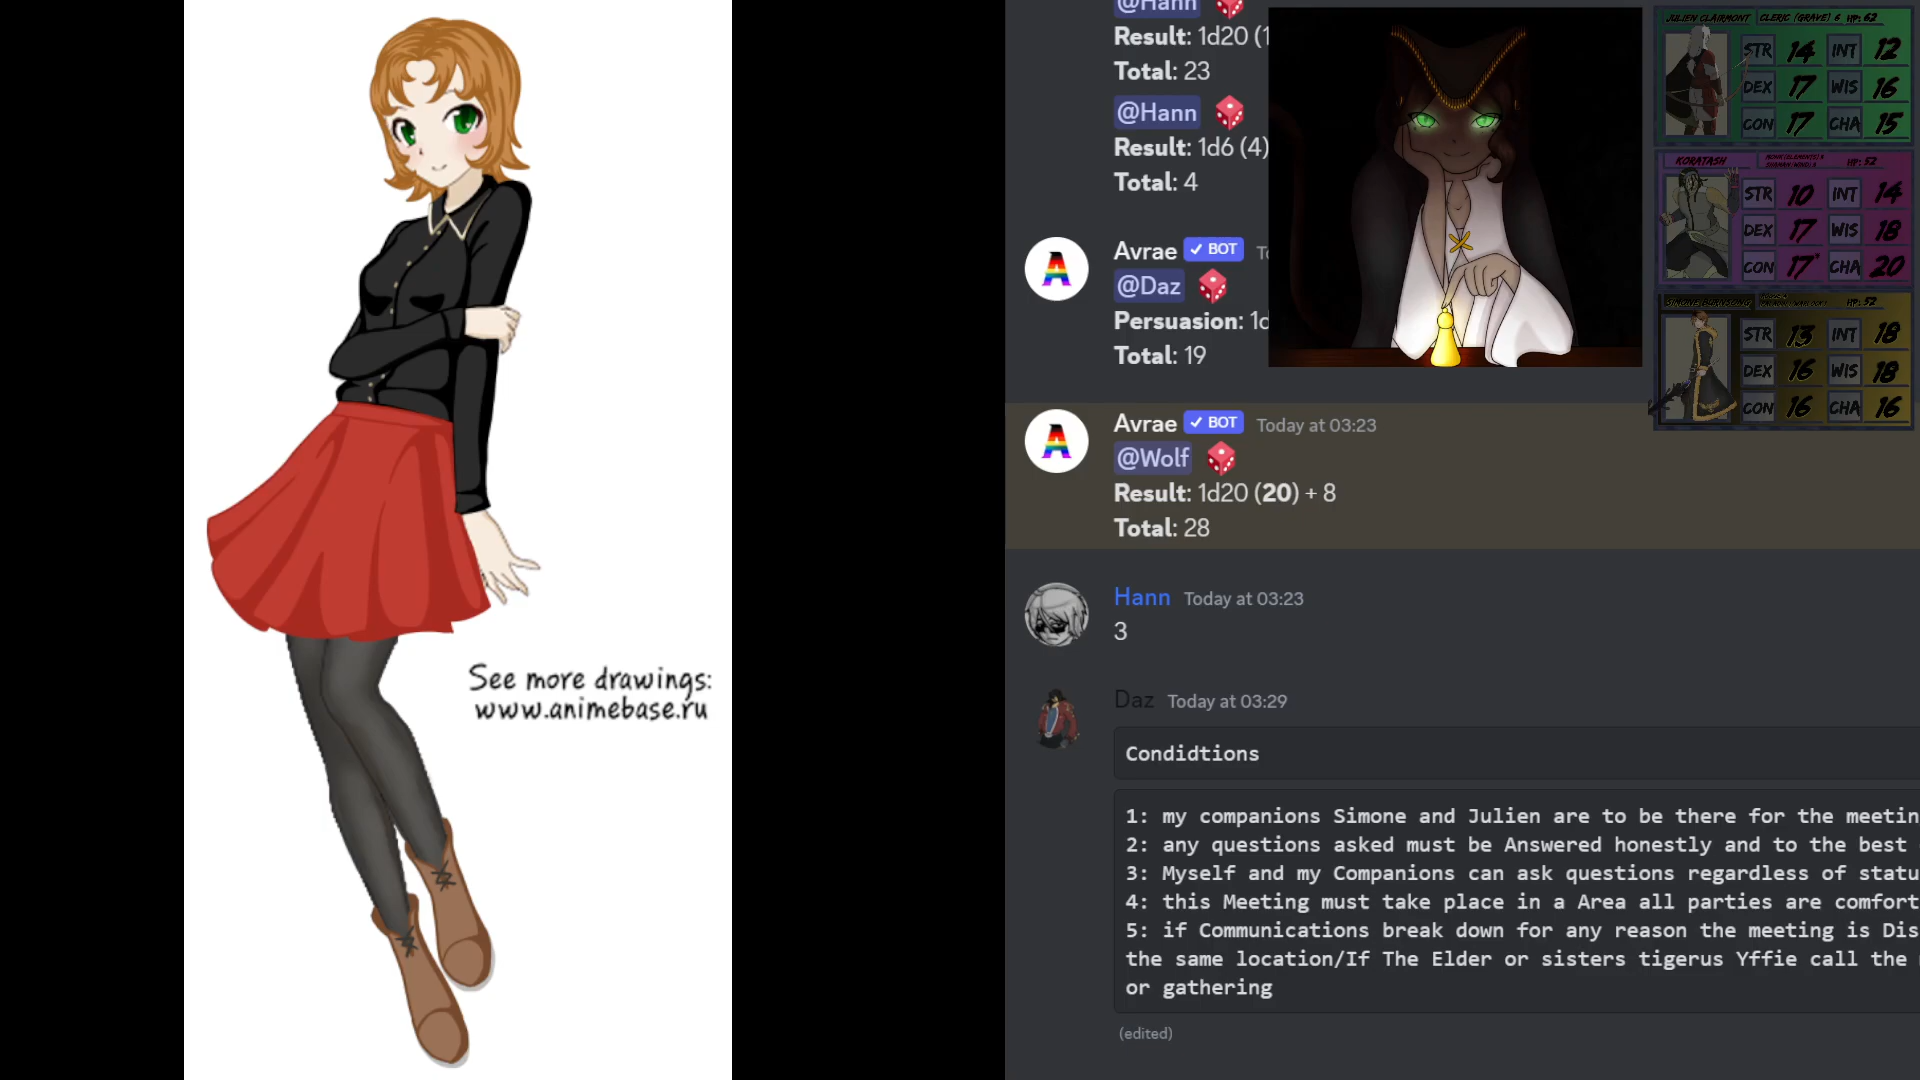 See more drawings:
www.animebase.ru
@Hann
Result: 1d20 (1
Total: 23
@Hann
Result: 1d6 (4)
Total: 4
Avrae ✓ BOT
@Daz
Persuasion: 1d
Total: 19
Avrae ✓ BOT Today at 03:23
@Wolf
Result: 1d20 (20) + 8
Total: 28
Hann Today at 03:23
3
Daz Today at 03:29
Condidtions
1: my companions Simone and Julien are to be there for the meetin
2: any questions asked must be Answered honestly and to the best
3: Myself and my Companions can ask questions regardless of statu
4: this Meeting must take place in a Area all parties are comfort
5: if Communications break down for any reason the meeting is Dis
the same location/If The Elder or sisters tigerus Yffie call the
or gathering
(edited)
JULIEN CLAIRMONT CLERIC (GRAVE) 6 HP: 62
STR 14 INT 12
DEX 17 WIS 16
CON 17 CHA 15
KORATASH HP: 52
STR 10 INT 14
DEX 17 WIS 18
CON 17 CHA 20
HP: 52
STR 13 INT 18
DEX 16 WIS 18
CON 16 CHA 16